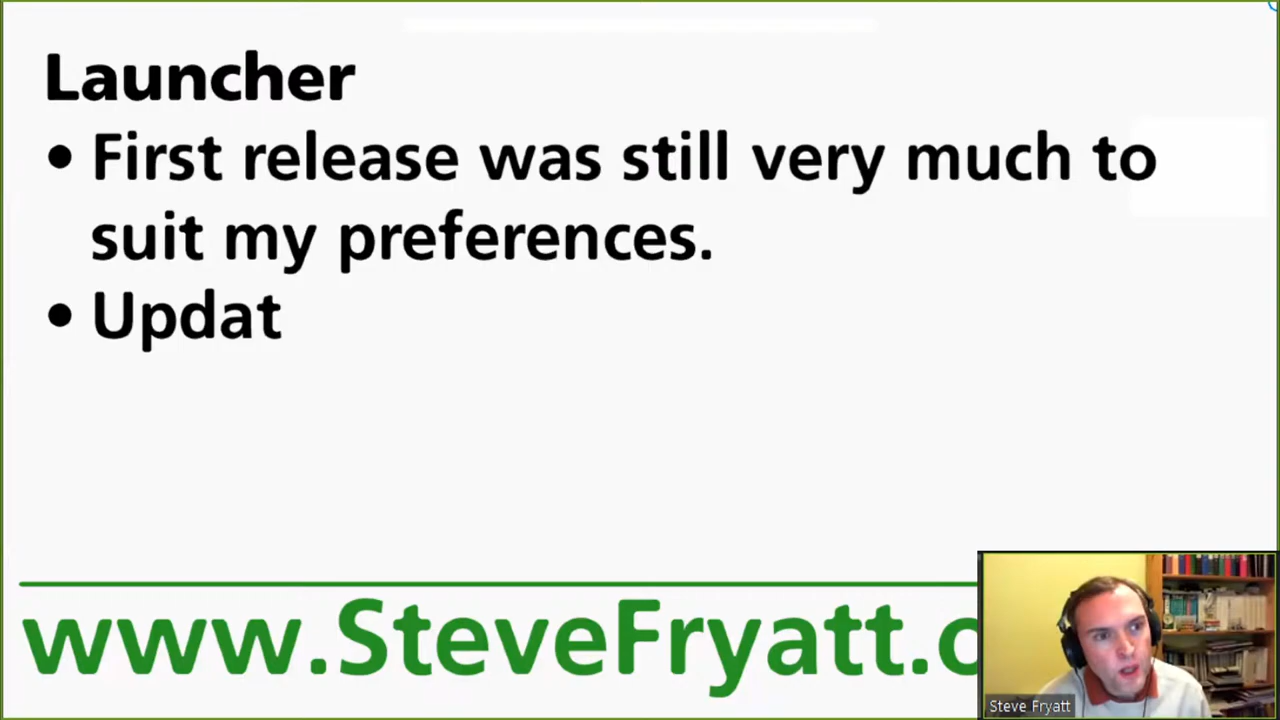 Launcher
• First release was still very much to
suit my preferences.
• Updat
www.SteveFryatt.o
Steve Fryatt